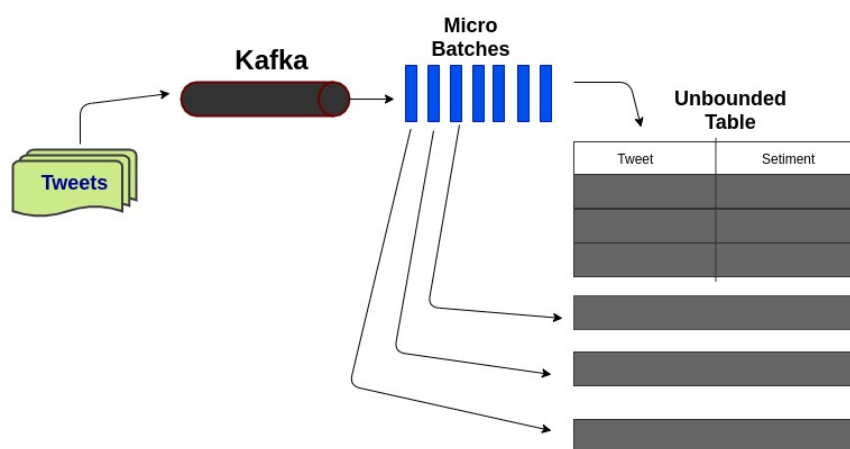 Micro
Batches
Kafka
Unbounded
Table
Tweet
Setiment
Tweets